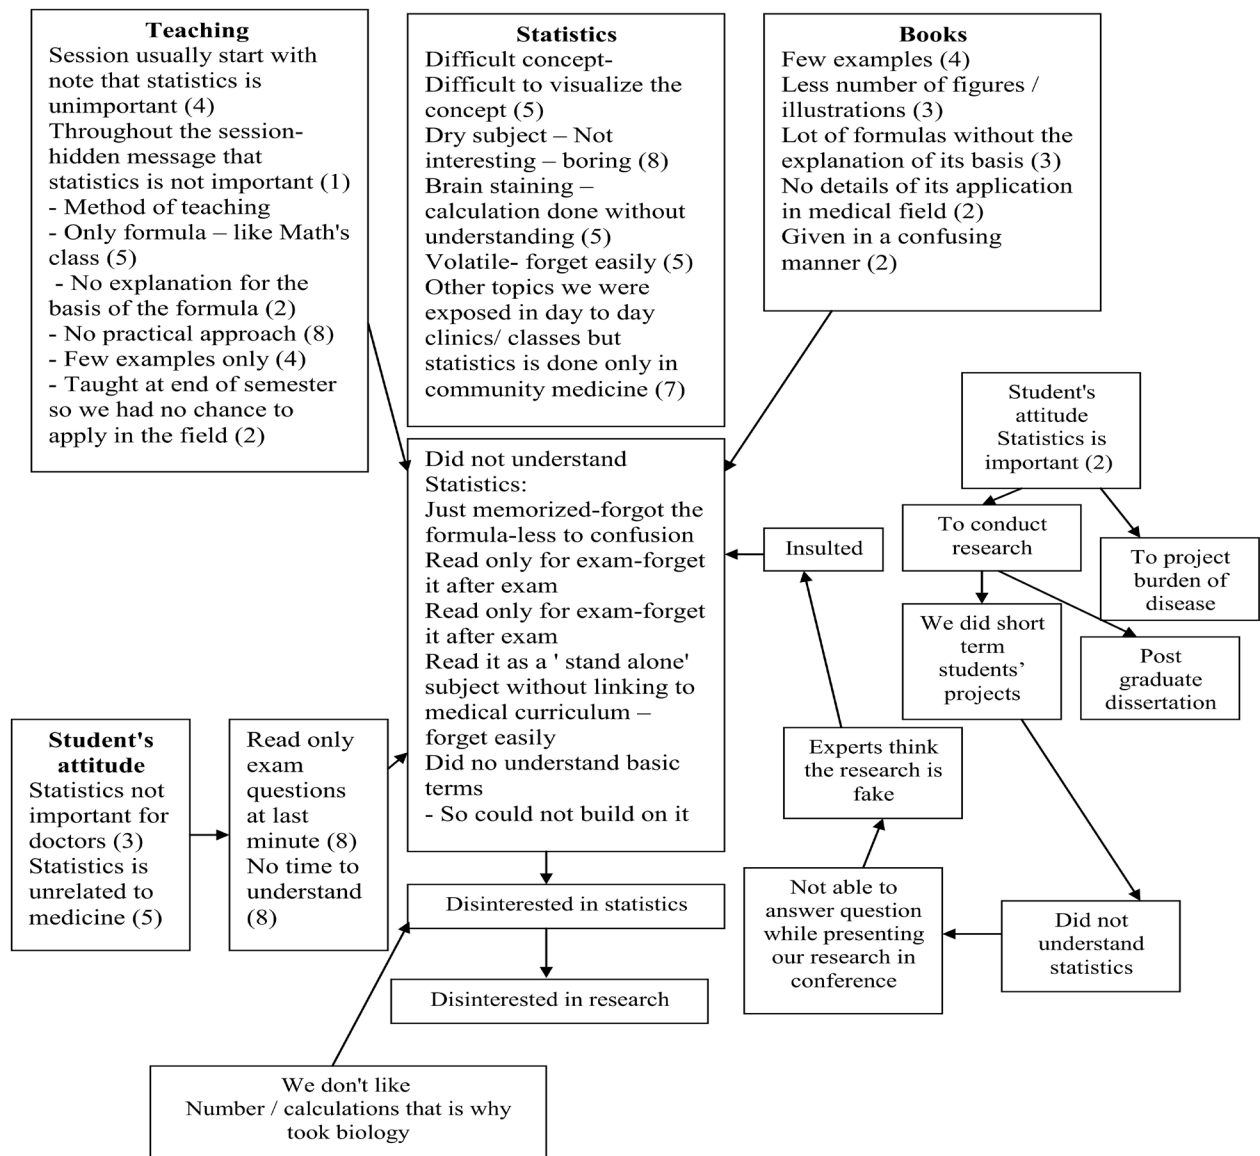 Teaching
Session usually start with
note that statistics is
unimportant (4)
Throughout the session-
hidden message that
statistics is not important (1)
- Method of teaching
- Only formula – like Math's
class (5)
- No explanation for the
basis of the formula (2)
- No practical approach (8)
- Few examples only (4)
- Taught at end of semester
so we had no chance to
apply in the field (2)
Statistics
Difficult concept-
Difficult to visualize the
concept (5)
Dry subject – Not
interesting – boring (8)
Brain staining –
calculation done without
understanding (5)
Volatile- forget easily (5)
Other topics we were
exposed in day to day
clinics/ classes but
statistics is done only in
community medicine (7)
Books
Few examples (4)
Less number of figures /
illustrations (3)
Lot of formulas without the
explanation of its basis (3)
No details of its application
in medical field (2)
Given in a confusing
manner (2)
Did not understand
Statistics:
Just memorized-forgot the
formula-less to confusion
Read only for exam-forget
it after exam
Read only for exam-forget
it after exam
Read it as a ' stand alone'
subject without linking to
medical curriculum –
forget easily
Did no understand basic
terms
- So could not build on it
Student's
attitude
Statistics is
important (2)
To conduct
research
To project
burden of
disease
Insulted
We did short
term
students’
projects
Post
graduate
dissertation
Student's
attitude
Statistics not
important for
doctors (3)
Statistics is
unrelated to
medicine (5)
Read only
exam
questions
at last
minute (8)
No time to
understand
(8)
Experts think
the research is
fake
Not able to
answer question
while presenting
our research in
conference
Did not
understand
statistics
Disinterested in statistics
Disinterested in research
We don't like
Number / calculations that is why
took biology